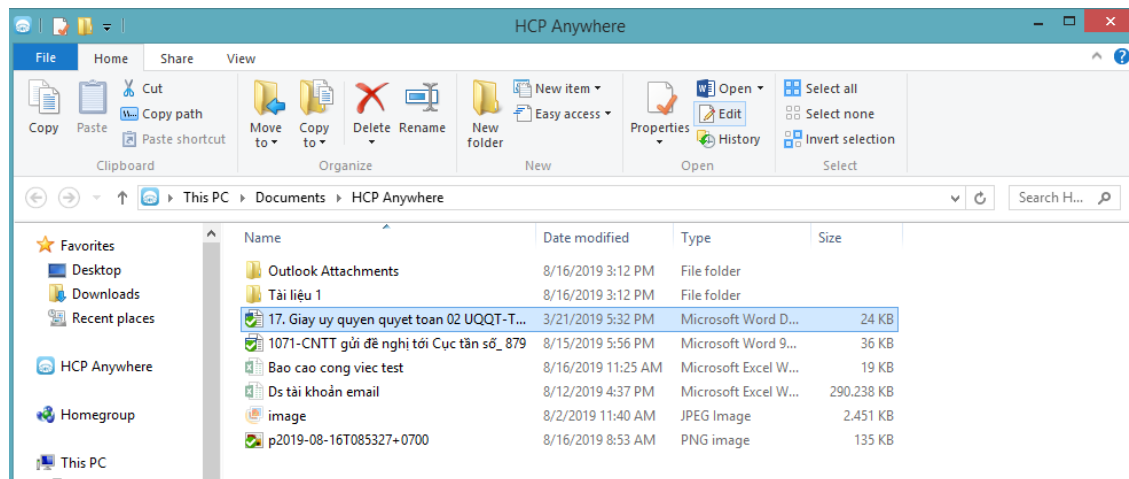 HCP Anywhere
File Home Share View
Copy
Paste
Cut
Copy path
Paste shortcut
Clipboard
Move to
Copy to
Delete
Rename
Organize
New folder
New item
Easy access
New
Properties
Open
Edit
History
Open
Select all
Select none
Invert selection
Select
This PC Documents HCP Anywhere
Search H...
Favorites
Desktop
Downloads
Recent places
HCP Anywhere
Homegroup
This PC
Name Date modified Type Size
Outlook Attachments 8/16/2019 3:12 PM File folder
Tài liệu 1 8/16/2019 3:12 PM File folder
17. Giay uy quyen quyet toan 02 UQQT-T... 3/21/2019 5:32 PM Microsoft Word D... 24 KB
1071-CNTT gửi đề nghị tới Cục tần số_ 879 8/15/2019 5:56 PM Microsoft Word 9... 36 KB
Bao cao cong viec test 8/16/2019 11:25 AM Microsoft Excel W... 19 KB
Ds tài khoản email 8/12/2019 4:37 PM Microsoft Excel W... 290.238 KB
image 8/2/2019 11:40 AM JPEG Image 2.451 KB
p2019-08-16T085327+0700 8/16/2019 8:53 AM PNG image 135 KB